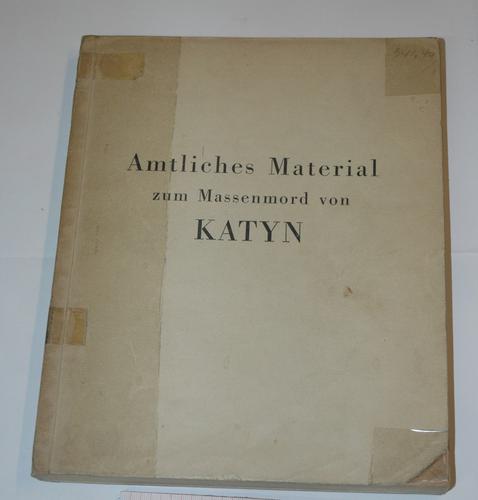 Amtliches Material
zum Massenmord von
KATYN